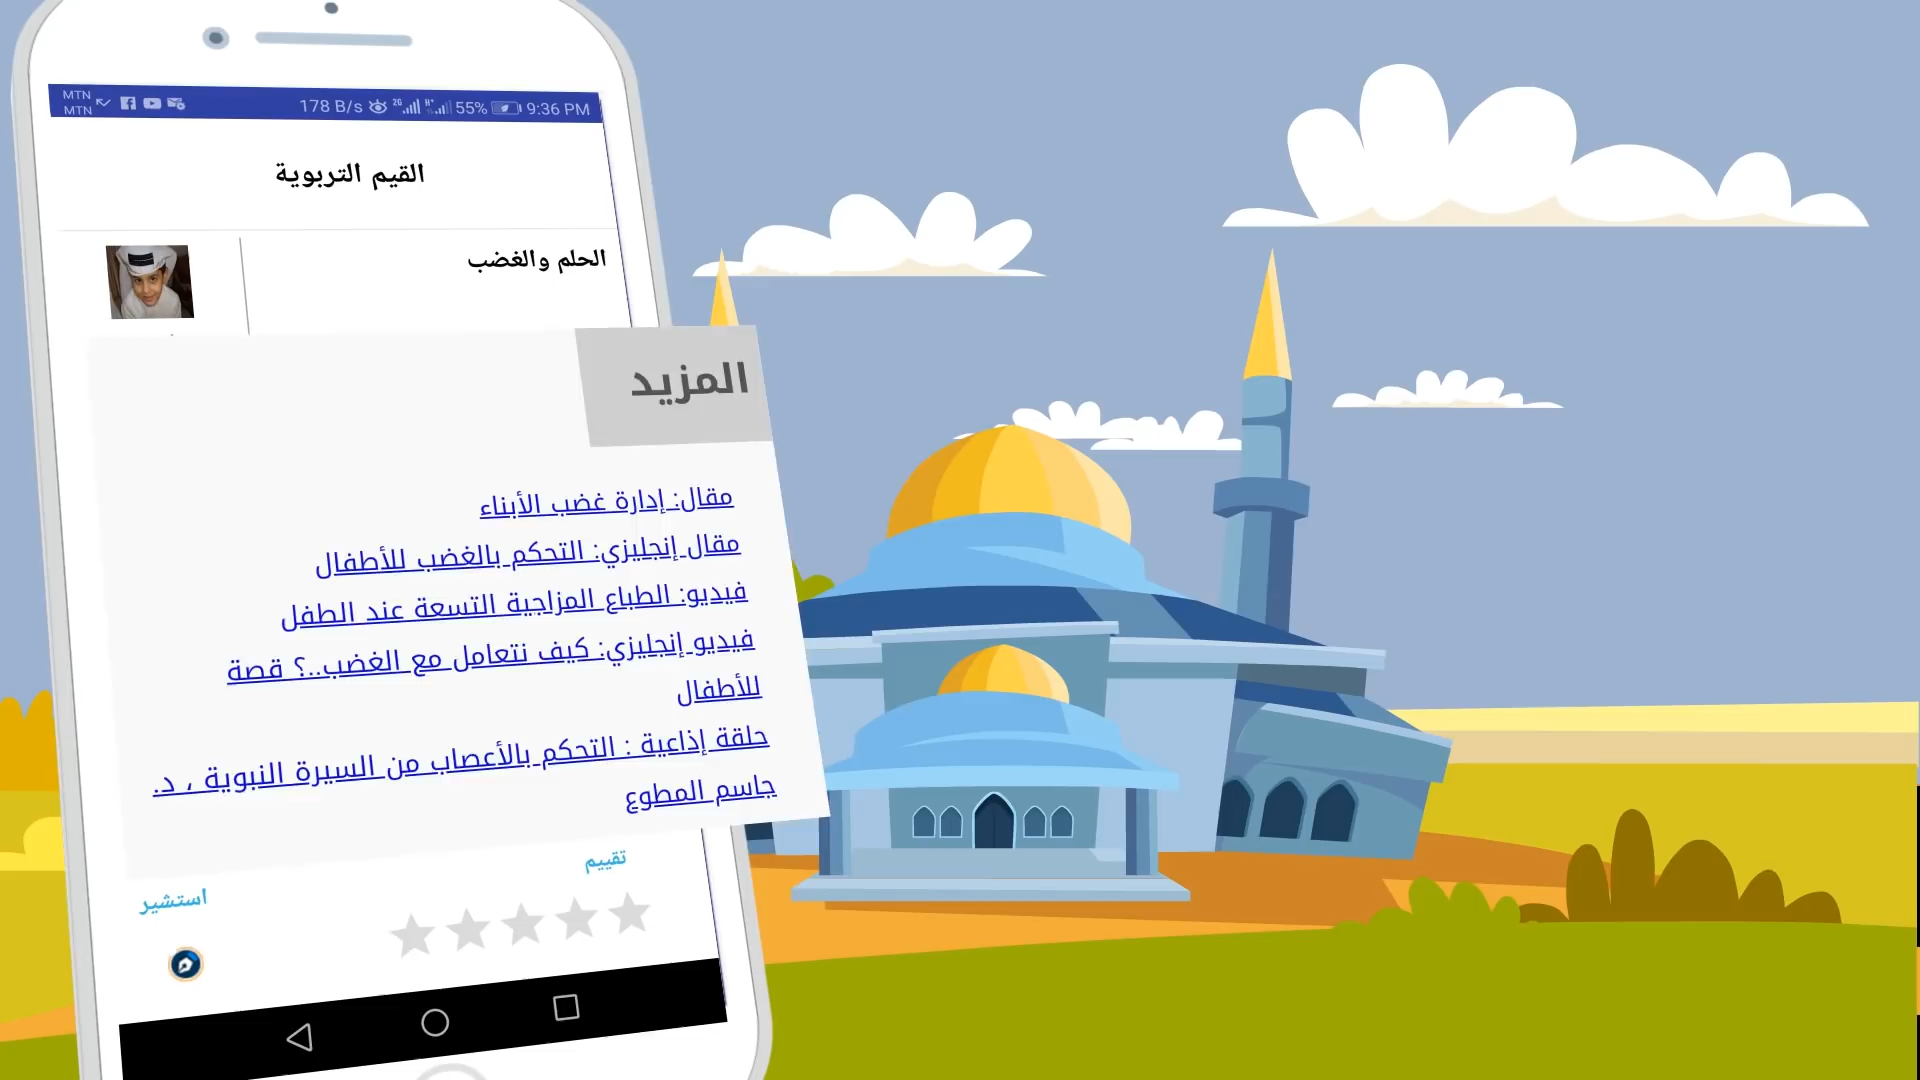 MTN
MTN
178 B/s 2G H+ 55% 9:36 PM
القيم التربوية
الحلم والغضب
المزيد
مقال: إدارة غضب الأبناء
مقال إنجليزي: التحكم بالغضب للأطفال
فيديو: الطباع المزاجية التسعة عند الطفل
فيديو إنجليزي: كيف نتعامل مع الغضب..؟ قصة
للأطفال
حلقة إذاعية : التحكم بالأعصاب من السيرة النبوية ، د.
جاسم المطوع
تقييم
استشير